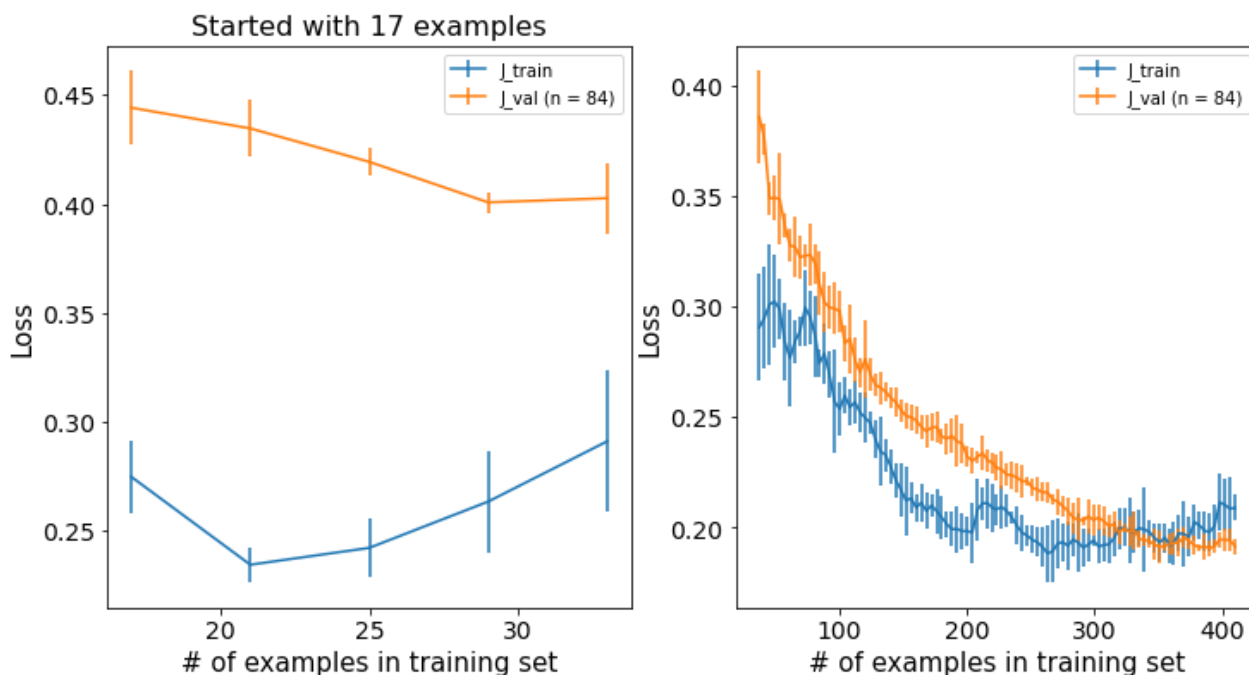 Started with 17 examples
J_train
J_val (n = 84)
0.45
0.40
0.35
0.30
0.25
Loss
20
25
30
# of examples in training set
J_train
J_val (n = 84)
0.40
0.35
0.30
0.25
0.20
Loss
100
200
300
400
# of examples in training set